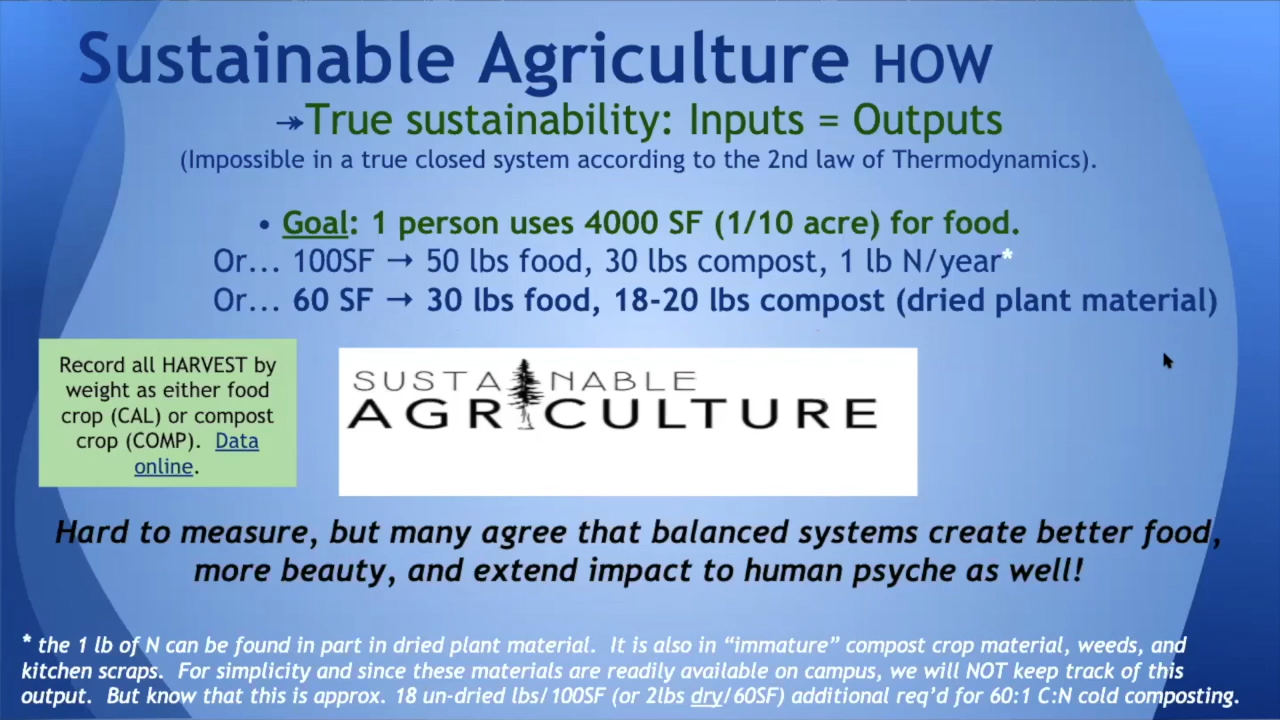 Sustainable Agriculture HOW
↠True sustainability: Inputs = Outputs
(Impossible in a true closed system according to the 2nd law of Thermodynamics).
• Goal: 1 person uses 4000 SF (1/10 acre) for food.
Or... 100SF → 50 lbs food, 30 lbs compost, 1 lb N/year*
Or... 60 SF → 30 lbs food, 18-20 lbs compost (dried plant material)
Record all HARVEST by
weight as either food
crop (CAL) or compost
crop (COMP). Data
online.
SUSTAINABLE
AGRICULTURE
Hard to measure, but many agree that balanced systems create better food,
more beauty, and extend impact to human psyche as well!
* the 1 lb of N can be found in part in dried plant material. It is also in “immature” compost crop material, weeds, and
kitchen scraps. For simplicity and since these materials are readily available on campus, we will NOT keep track of this
output. But know that this is approx. 18 un-dried lbs/100SF (or 2lbs dry/60SF) additional req’d for 60:1 C:N cold composting.